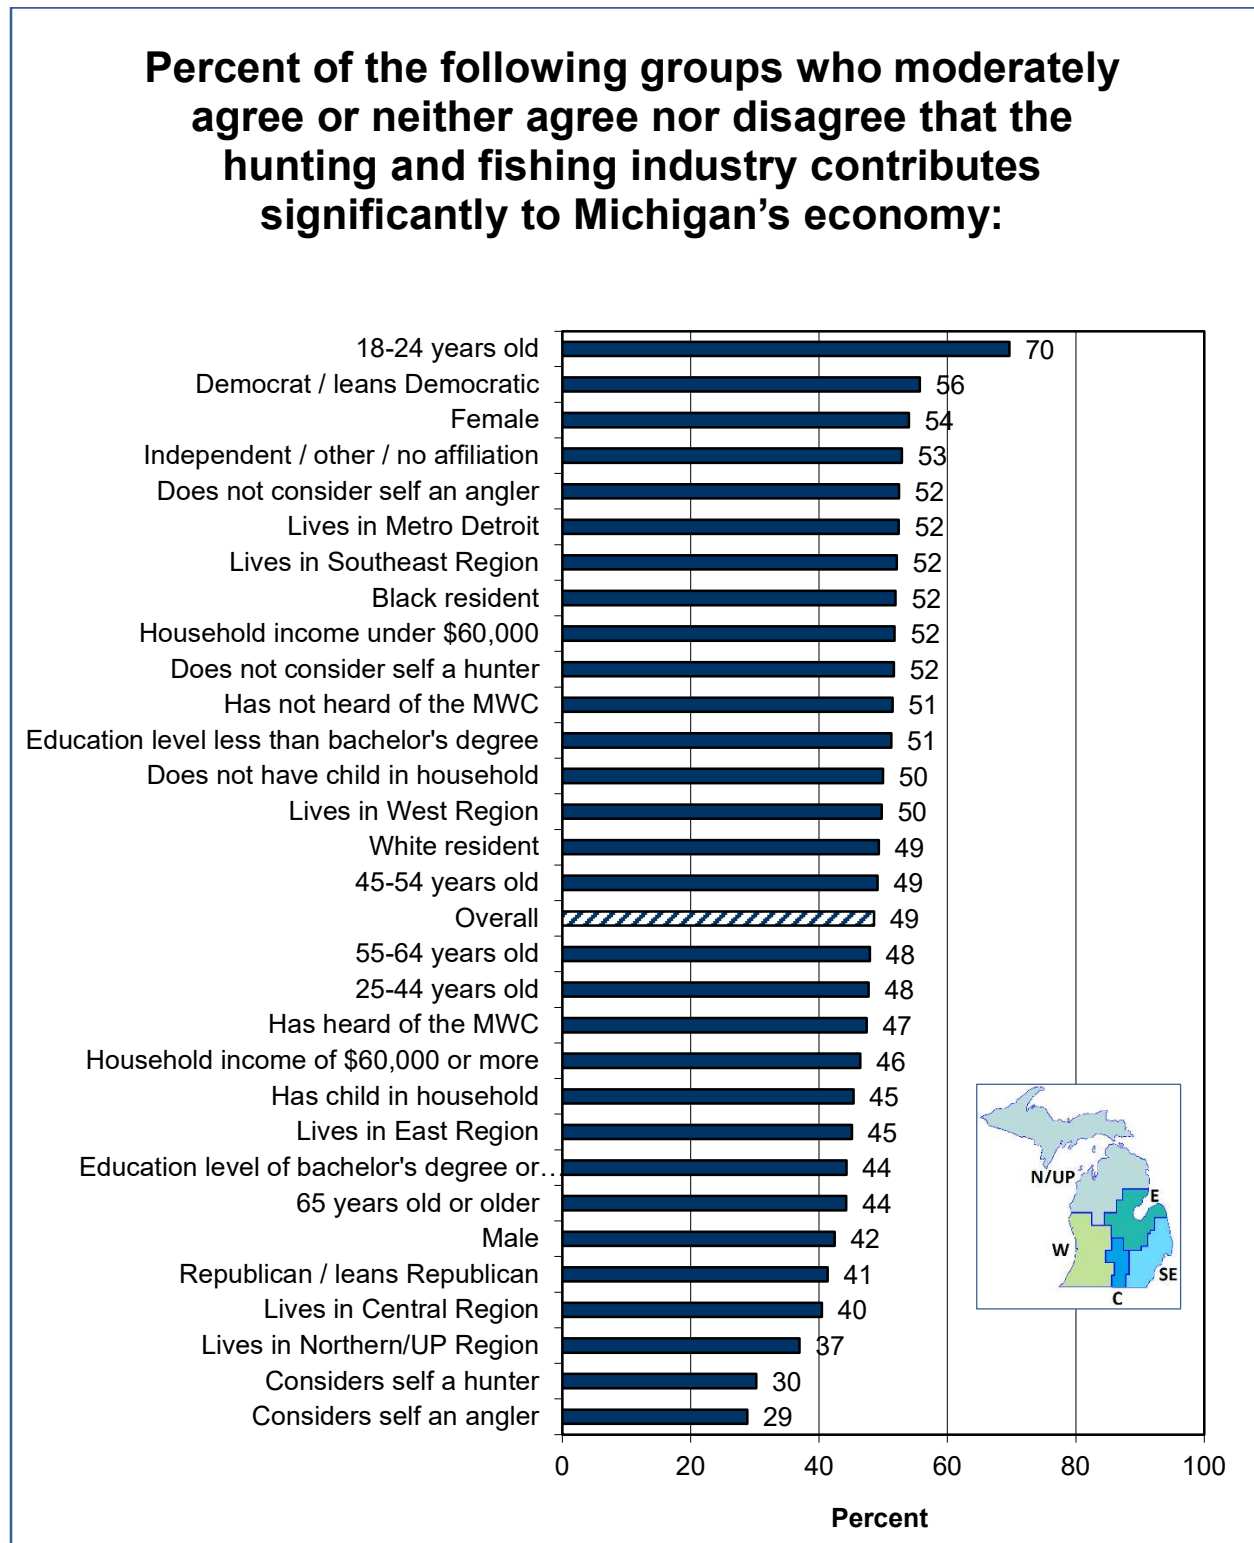 Percent of the following groups who moderately
agree or neither agree nor disagree that the
hunting and fishing industry contributes
significantly to Michigan’s economy:
18-24 years old 70
Democrat / leans Democratic 56
Female 54
Independent / other / no affiliation 53
Does not consider self an angler 52
Lives in Metro Detroit 52
Lives in Southeast Region 52
Black resident 52
Household income under $60,000 52
Does not consider self a hunter 52
Has not heard of the MWC 51
Education level less than bachelor's degree 51
Does not have child in household 50
Lives in West Region 50
White resident 49
45-54 years old 49
Overall 49
55-64 years old 48
25-44 years old 48
Has heard of the MWC 47
Household income of $60,000 or more 46
Has child in household 45
Lives in East Region 45
Education level of bachelor's degree or… 44
65 years old or older 44
Male 42
Republican / leans Republican 41
Lives in Central Region 40
Lives in Northern/UP Region 37
Considers self a hunter 30
Considers self an angler 29
0 20 40 60 80 100
Percent
N/UP
E
W
SE
C